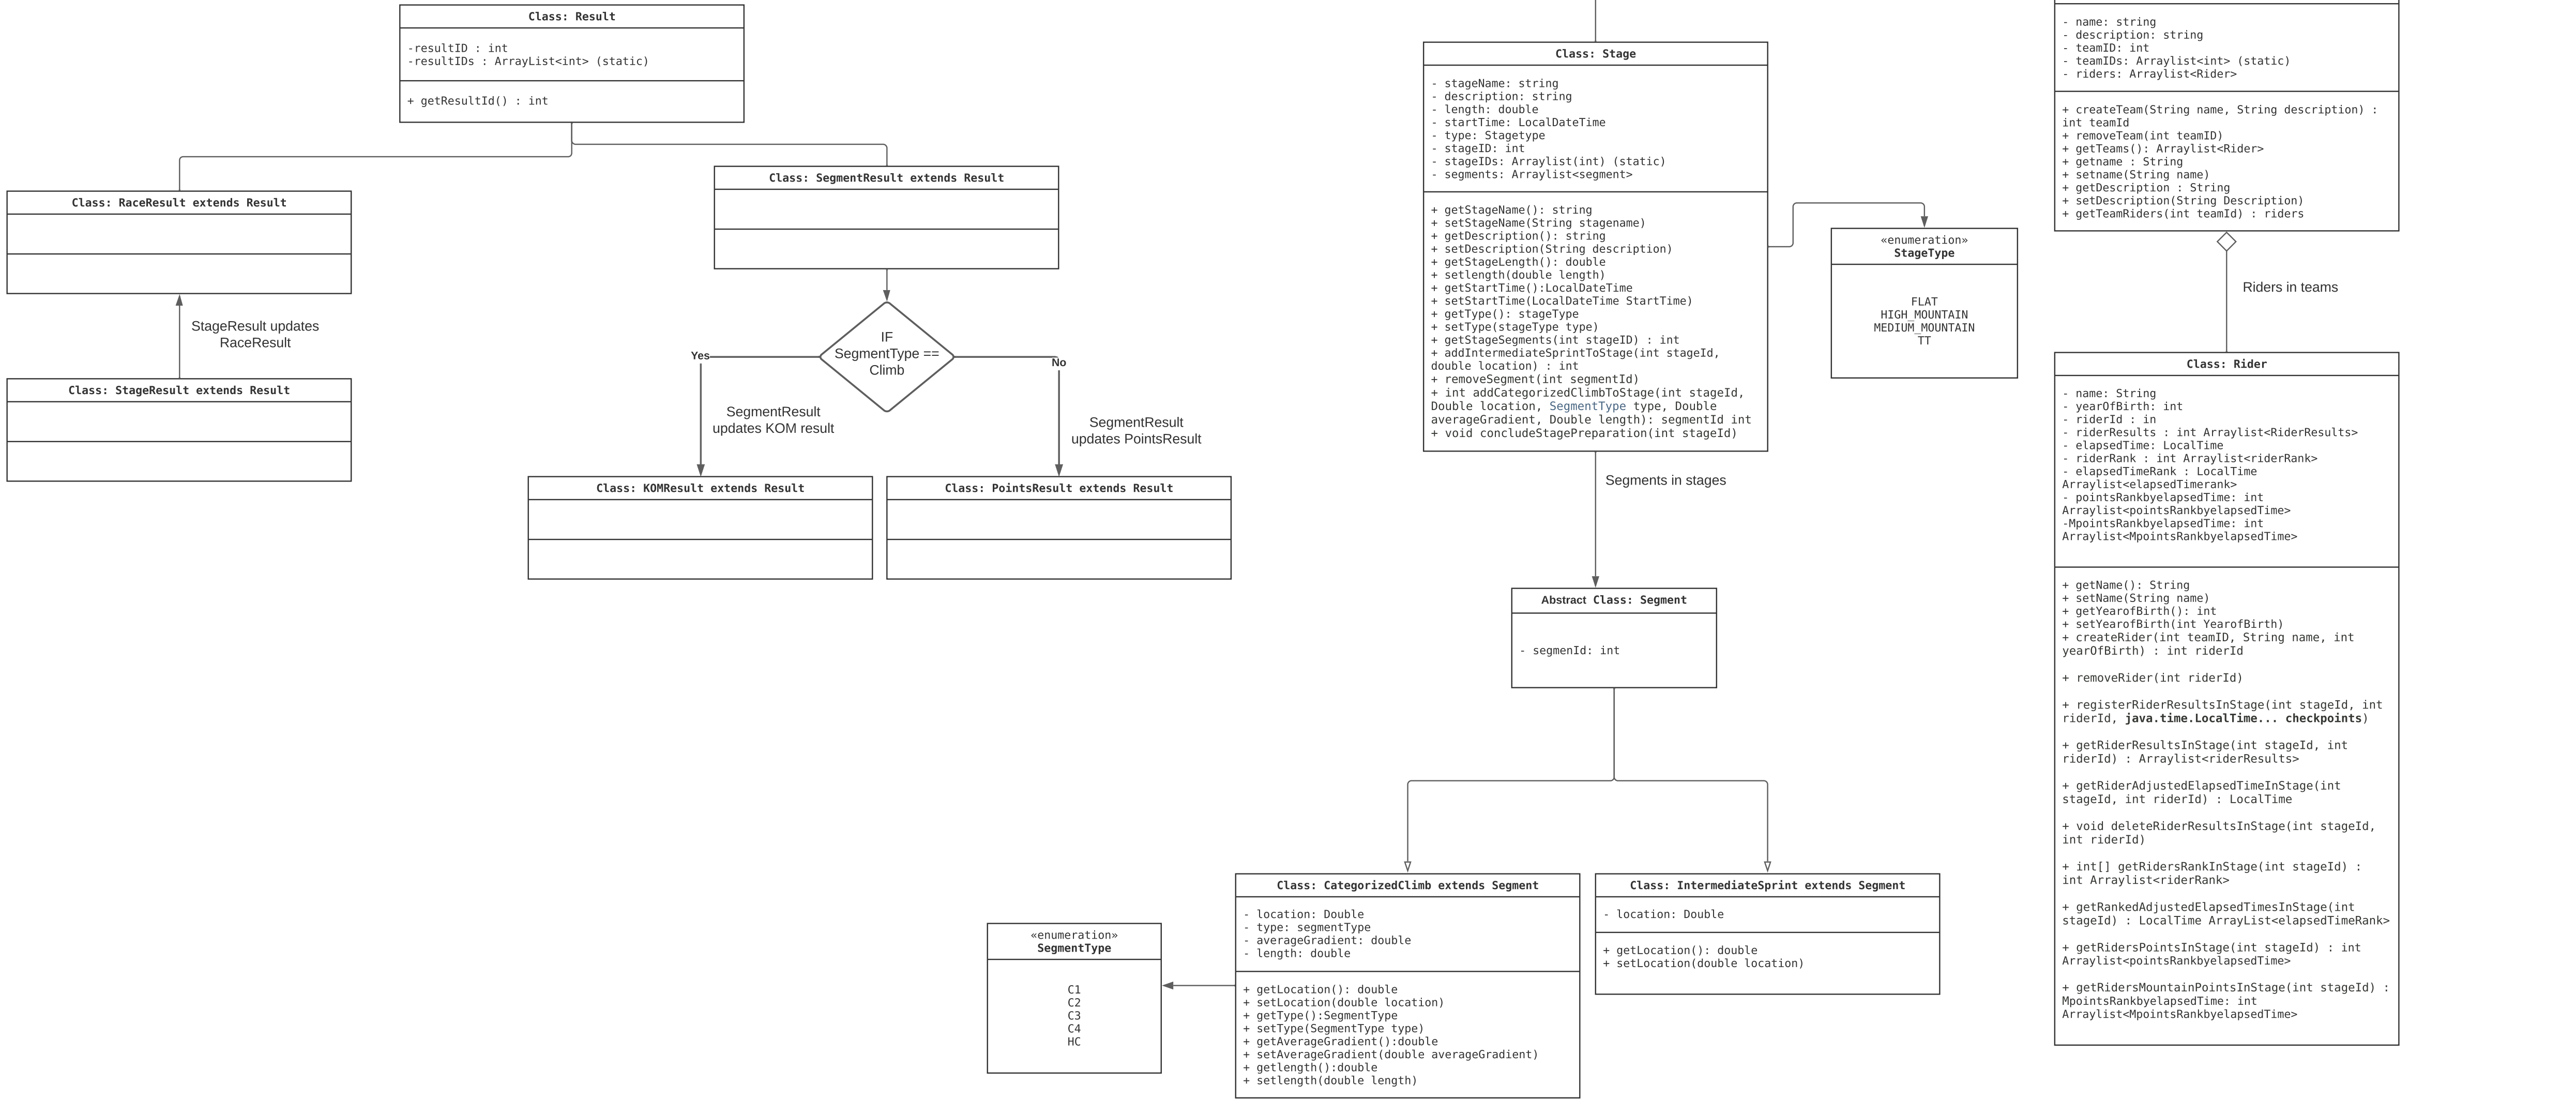 Class: Result
-resultID : int
-resultIDs : ArrayList<int> (static)
+ getResultId() : int
Class: RaceResult extends Result
StageResult updates
RaceResult
Class: StageResult extends Result
Class: SegmentResult extends Result
IF
SegmentType ==
Climb
Yes
No
SegmentResult
updates KOM result
SegmentResult
updates PointsResult
Class: KOMResult extends Result
Class: PointsResult extends Result
Class: Stage
- stageName: string
- description: string
- length: double
- startTime: LocalDateTime
- type: Stagetype
- stageID: int
- stageIDs: Arraylist(int) (static)
- segments: Arraylist<segment>
+ getStageName(): string
+ setStageName(String stagename)
+ getDescription(): string
+ setDescription(String description)
+ getStageLength(): double
+ setlength(double length)
+ getStartTime():LocalDateTime
+ setStartTime(LocalDateTime StartTime)
+ getType(): stageType
+ setType(stageType type)
+ getStageSegments(int stageID) : int
+ addIntermediateSprintToStage(int stageId,
double location) : int
+ removeSegment(int segmentId)
+ int addCategorizedClimbToStage(int stageId,
Double location, SegmentType type, Double
averageGradient, Double length): segmentId int
+ void concludeStagePreparation(int stageId)
«enumeration»
StageType
FLAT
HIGH_MOUNTAIN
MEDIUM_MOUNTAIN
TT
Segments in stages
Abstract Class: Segment
- segmenId: int
Class: CategorizedClimb extends Segment
- location: Double
- type: segmentType
- averageGradient: double
- length: double
+ getLocation(): double
+ setLocation(double location)
+ getType():SegmentType
+ setType(SegmentType type)
+ getAverageGradient():double
+ setAverageGradient(double averageGradient)
+ getlength():double
+ setlength(double length)
«enumeration»
SegmentType
C1
C2
C3
C4
HC
Class: IntermediateSprint extends Segment
- location: Double
+ getLocation(): double
+ setLocation(double location)
- name: string
- description: string
- teamID: int
- teamIDs: Arraylist<int> (static)
- riders: Arraylist<Rider>
+ createTeam(String name, String description) :
int teamId
+ removeTeam(int teamID)
+ getTeams(): Arraylist<Rider>
+ getname : String
+ setname(String name)
+ getDescription : String
+ setDescription(String Description)
+ getTeamRiders(int teamId) : riders
Riders in teams
Class: Rider
- name: String
- yearOfBirth: int
- riderId : in
- riderResults : int Arraylist<RiderResults>
- elapsedTime: LocalTime
- riderRank : int Arraylist<riderRank>
- elapsedTimeRank : LocalTime
Arraylist<elapsedTimerank>
- pointsRankbyelapsedTime: int
Arraylist<pointsRankbyelapsedTime>
-MpointsRankbyelapsedTime: int
Arraylist<MpointsRankbyelapsedTime>
+ getName(): String
+ setName(String name)
+ getYearofBirth(): int
+ setYearofBirth(int YearofBirth)
+ createRider(int teamID, String name, int
yearOfBirth) : int riderId
+ removeRider(int riderId)
+ registerRiderResultsInStage(int stageId, int
riderId, java.time.LocalTime... checkpoints)
+ getRiderResultsInStage(int stageId, int
riderId) : Arraylist<riderResults>
+ getRiderAdjustedElapsedTimeInStage(int
stageId, int riderId) : LocalTime
+ void deleteRiderResultsInStage(int stageId,
int riderId)
+ int[] getRidersRankInStage(int stageId) :
int Arraylist<riderRank>
+ getRankedAdjustedElapsedTimesInStage(int
stageId) : LocalTime ArrayList<elapsedTimeRank>
+ getRidersPointsInStage(int stageId) : int
Arraylist<pointsRankbyelapsedTime>
+ getRidersMountainPointsInStage(int stageId) :
MpointsRankbyelapsedTime: int
Arraylist<MpointsRankbyelapsedTime>